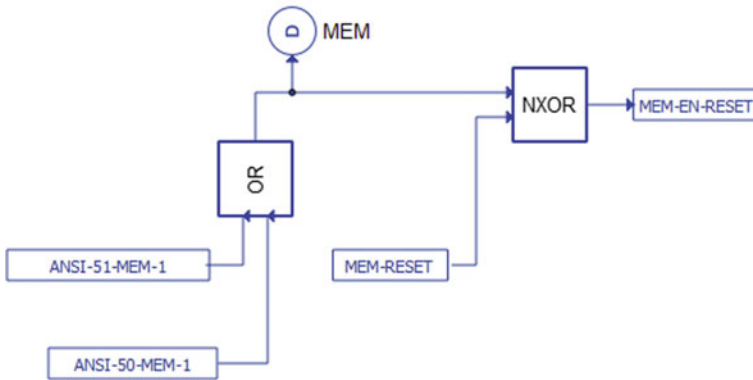 D
MEM
NXOR
MEM-EN-RESET
OR
ANSI-51-MEM-1
MEM-RESET
ANSI-50-MEM-1